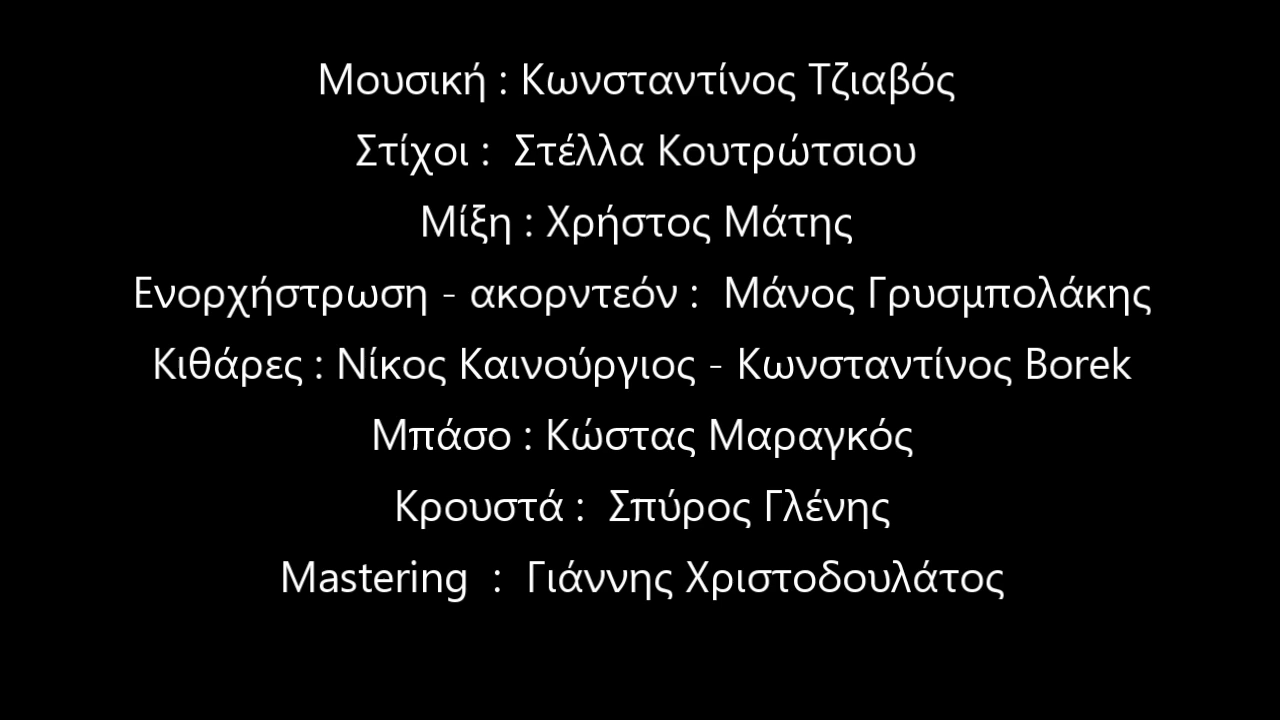 Μουσική : Κωνσταντίνος Τζιαβός
Στίχοι :  Στέλλα Κουτρώτσιου
Μίξη : Χρήστος Μάτης
Ενορχήστρωση - ακορντεόν :  Μάνος Γρυσμπολάκης
Κιθάρες : Νίκος Καινούργιος - Κωνσταντίνος Borek
Μπάσο : Κώστας Μαραγκός
Κρουστά :  Σπύρος Γλένης
Mastering  :  Γιάννης Χριστοδουλάτος